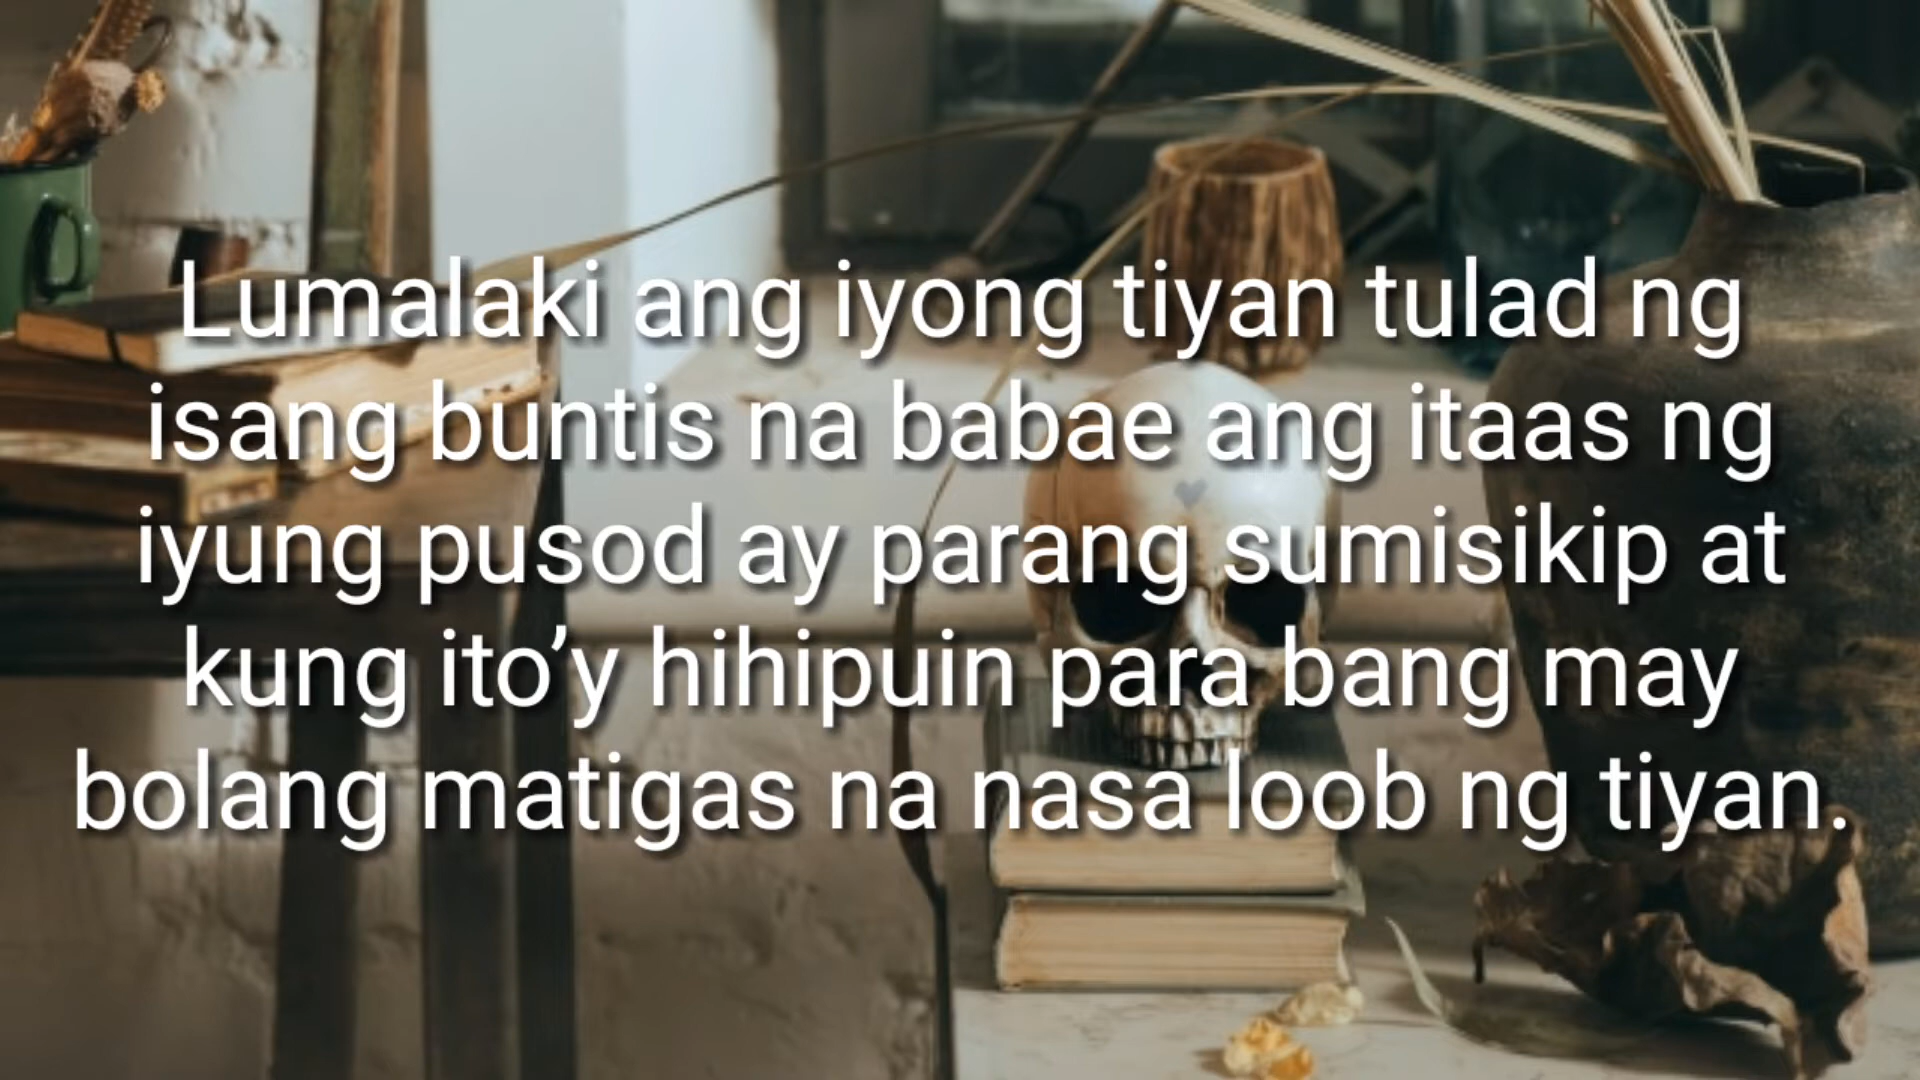 Lumalaki ang iyong tiyan tulad ng
isang buntis na babae ang itaas ng
iyung pusod ay parang sumisikip at
kung ito’y hihipuin para bang may
bolang matigas na nasa loob ng tiyan.